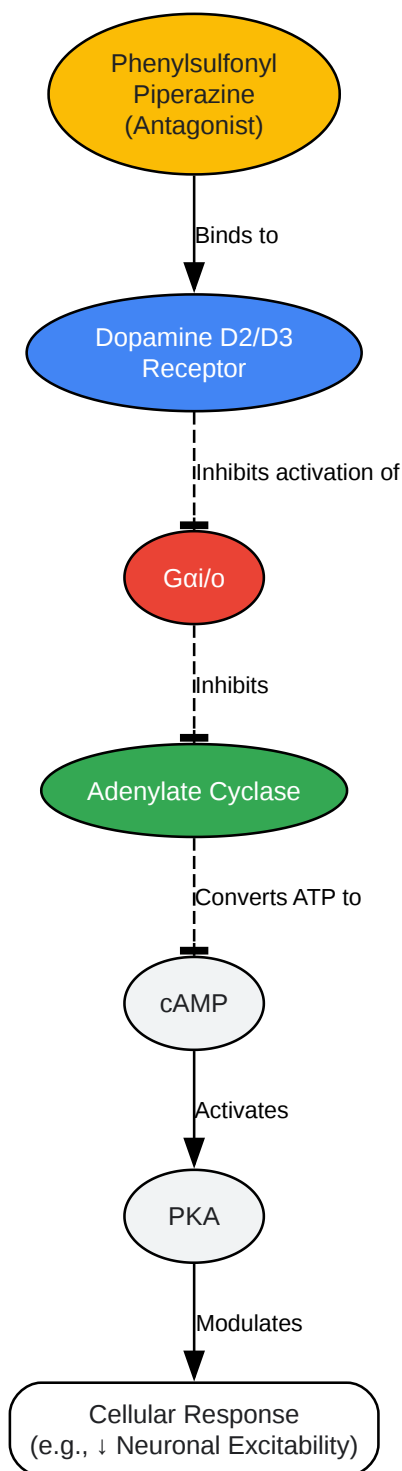 Phenylsulfonyl
Piperazine
(Antagonist)
Binds to
Dopamine D2/D3
Receptor
Inhibits activation of
Gαi/o
Inhibits
Adenylate Cyclase
Converts ATP to
cAMP
Activates
PKA
Modulates
Cellular Response
(e.g., ↓ Neuronal Excitability)